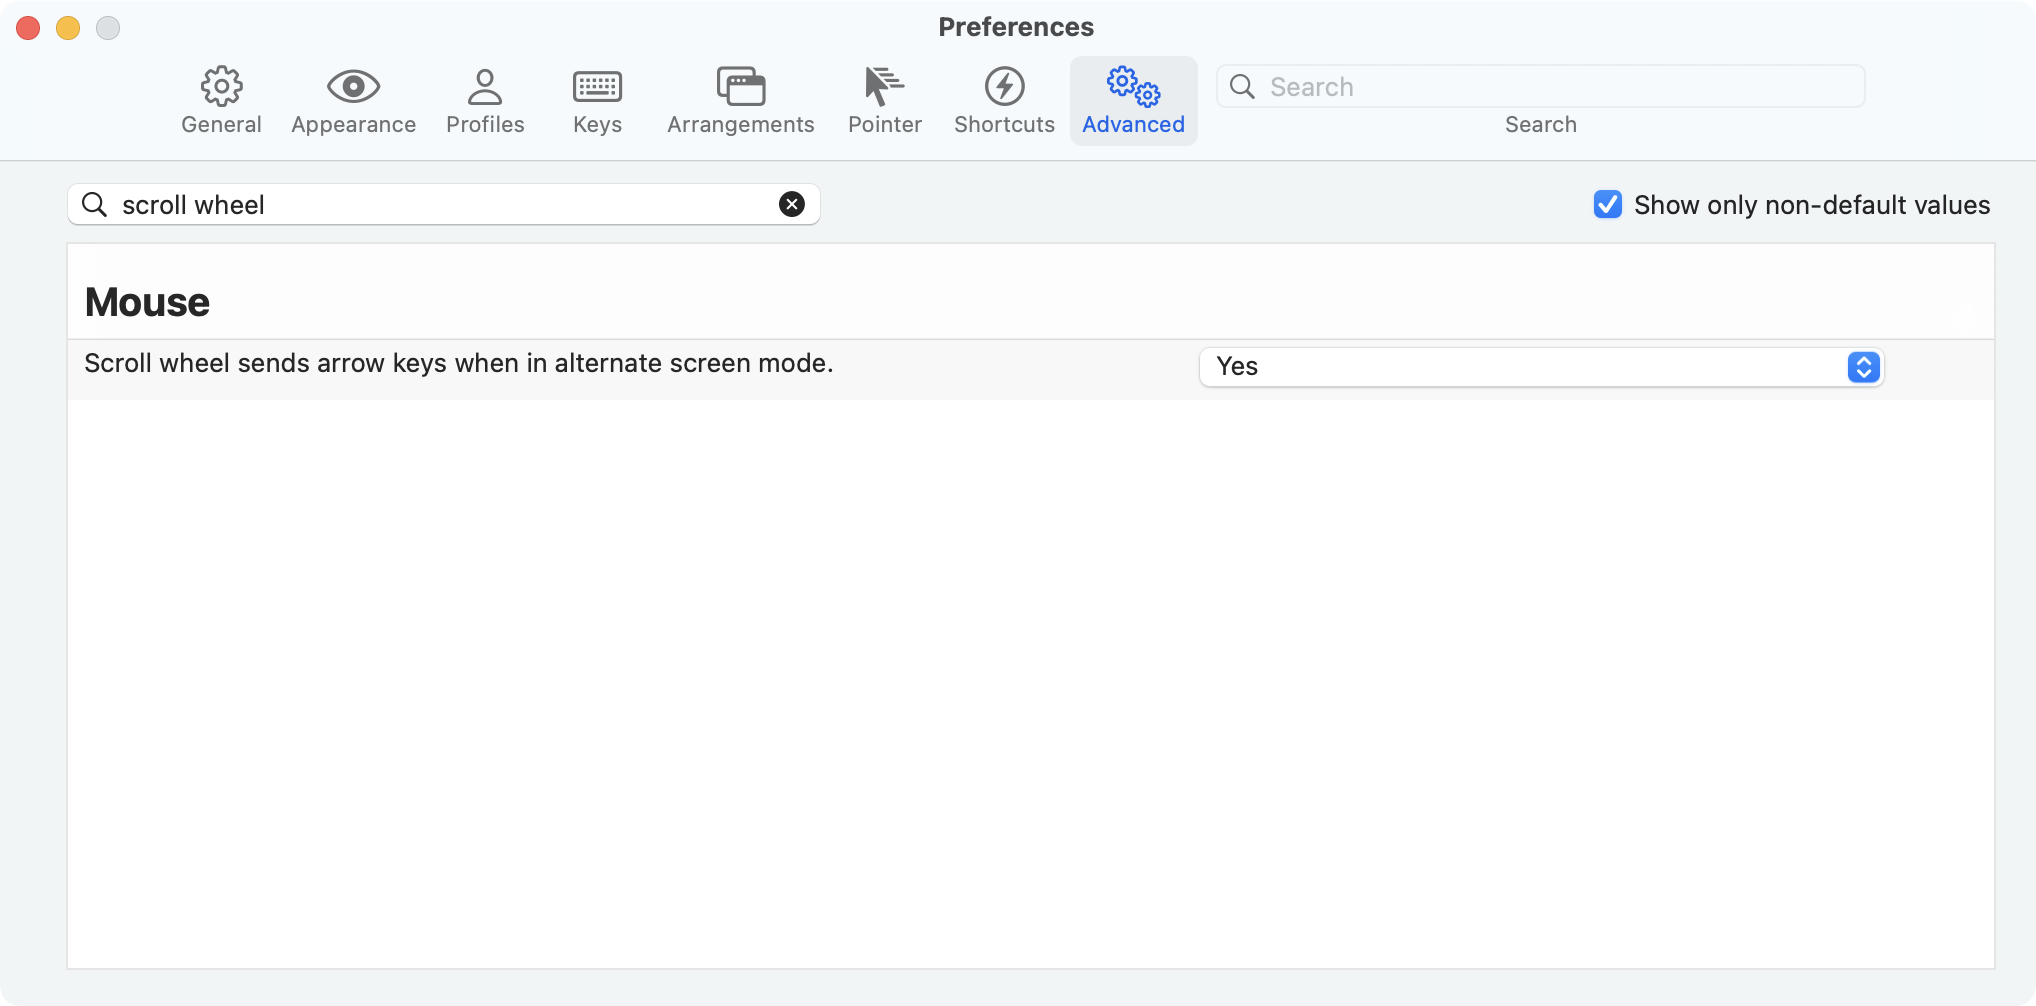 Preferences
General
Appearance
Profiles
Keys
Arrangements
Pointer
Shortcuts
Advanced
Search
Search
scroll wheel
Show only non-default values
Mouse
Scroll wheel sends arrow keys when in alternate screen mode.
Yes